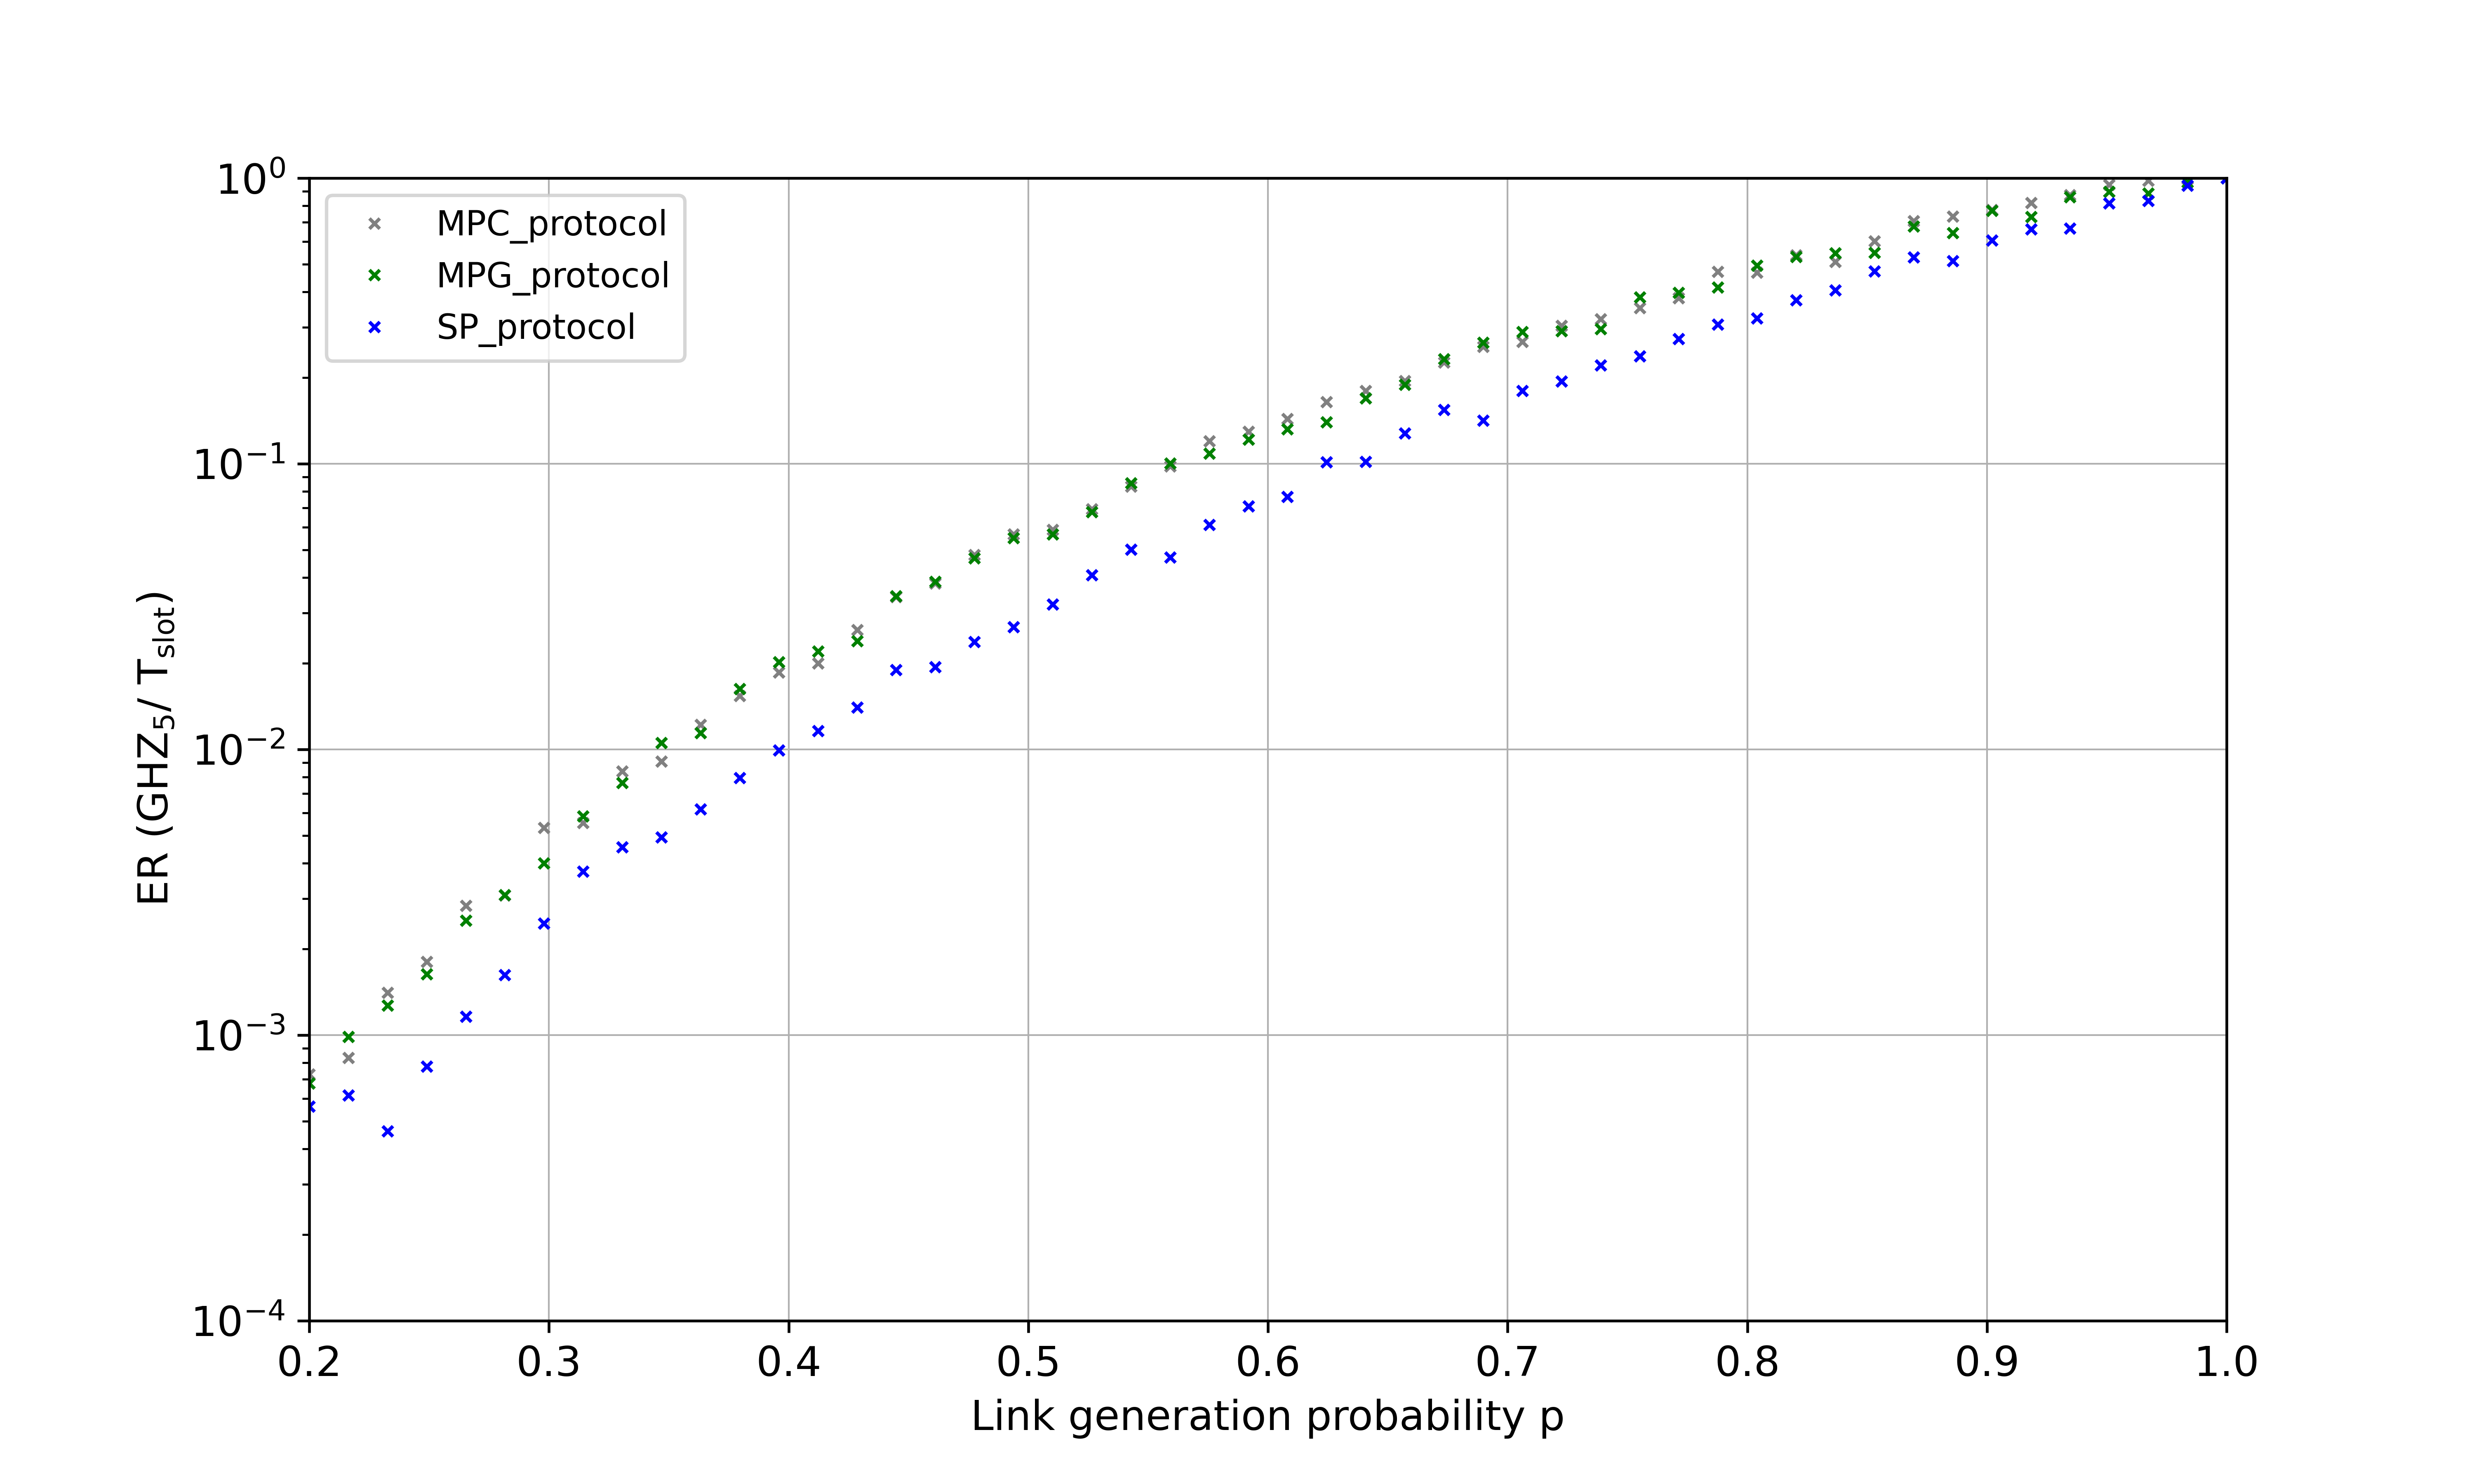 MPC_protocol
MPG_protocol
SP_protocol
10⁰
10⁻¹
10⁻²
10⁻³
10⁻⁴
ER (GHZ₅/ Tₛₗₒₜ)
0.2 0.3 0.4 0.5 0.6 0.7 0.8 0.9 1.0
Link generation probability p